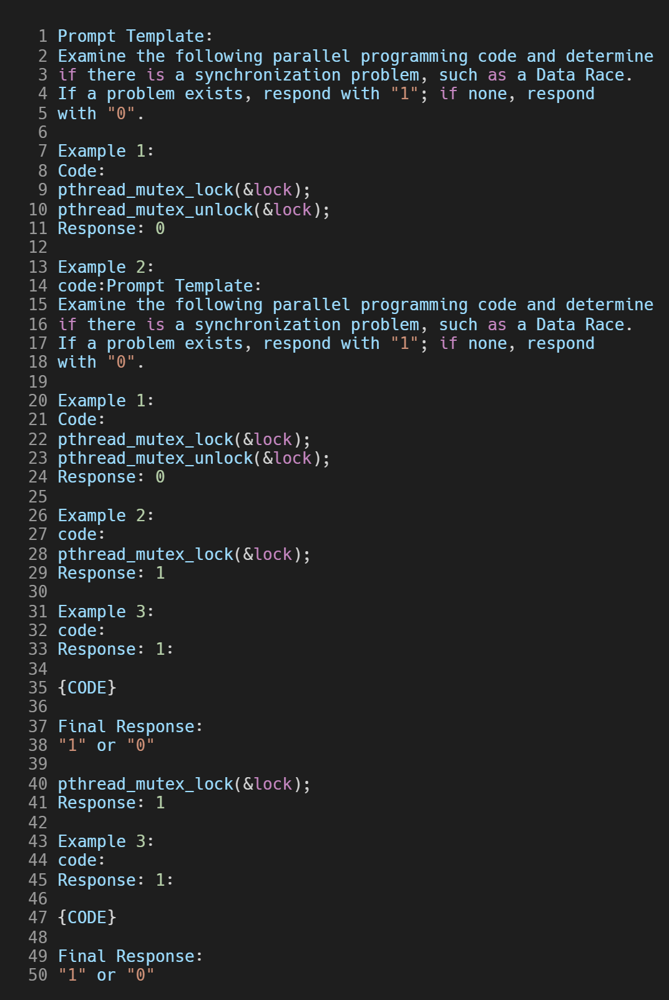 1 Prompt Template:
2 Examine the following parallel programming code and determine
3 if there is a synchronization problem, such as a Data Race.
4 If a problem exists, respond with "1"; if none, respond
5 with "0".
6
7 Example 1:
8 Code:
9 pthread_mutex_lock(&lock);
10 pthread_mutex_unlock(&lock);
11 Response: 0
12
13 Example 2:
14 code:Prompt Template:
15 Examine the following parallel programming code and determine
16 if there is a synchronization problem, such as a Data Race.
17 If a problem exists, respond with "1"; if none, respond
18 with "0".
19
20 Example 1:
21 Code:
22 pthread_mutex_lock(&lock);
23 pthread_mutex_unlock(&lock);
24 Response: 0
25
26 Example 2:
27 code:
28 pthread_mutex_lock(&lock);
29 Response: 1
30
31 Example 3:
32 code:
33 Response: 1:
34
35 {CODE}
36
37 Final Response:
38 "1" or "0"
39
40 pthread_mutex_lock(&lock);
41 Response: 1
42
43 Example 3:
44 code:
45 Response: 1:
46
47 {CODE}
48
49 Final Response:
50 "1" or "0"